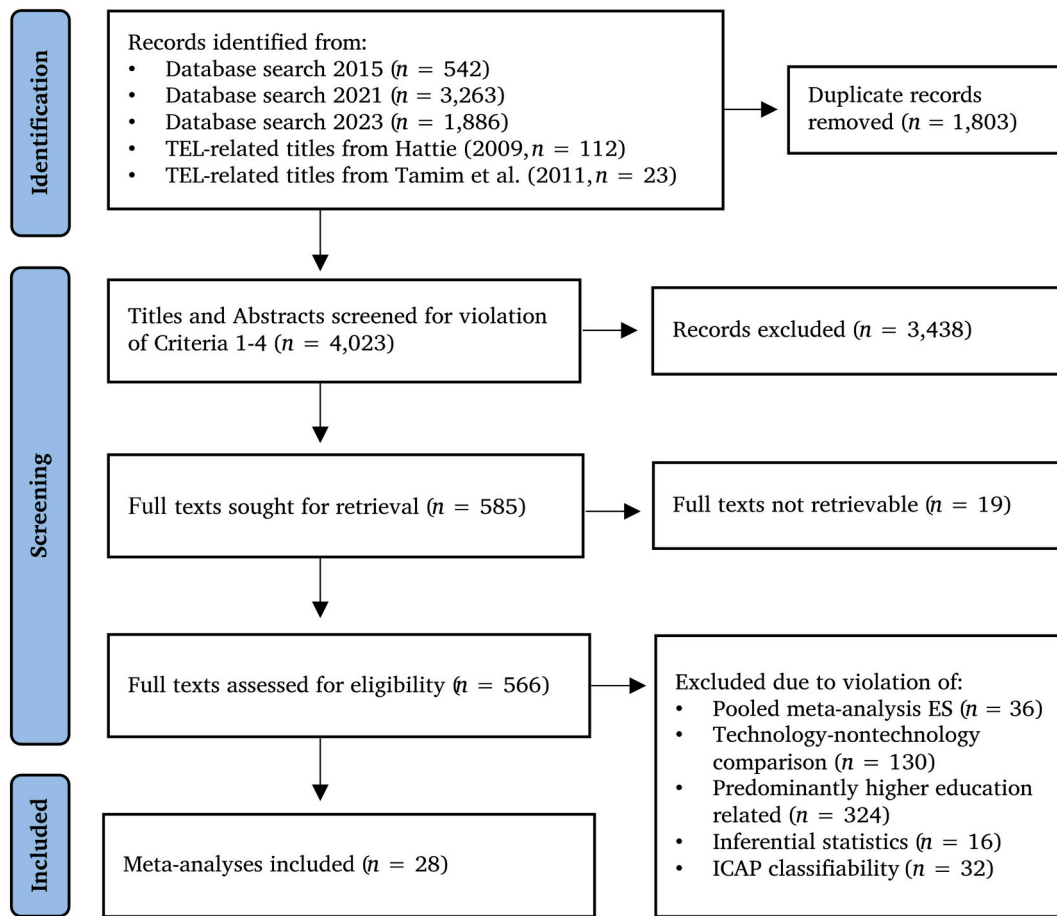 Identification
Records identified from:
• Database search 2015 (n = 542)
• Database search 2021 (n = 3,263)
• Database search 2023 (n = 1,886)
• TEL-related titles from Hattie (2009, n = 112)
• TEL-related titles from Tamim et al. (2011, n = 23)
Duplicate records
removed (n = 1,803)
Screening
Titles and Abstracts screened for violation
of Criteria 1-4 (n = 4,023)
Records excluded (n = 3,438)
Full texts sought for retrieval (n = 585)
Full texts not retrievable (n = 19)
Full texts assessed for eligibility (n = 566)
Excluded due to violation of:
• Pooled meta-analysis ES (n = 36)
• Technology-nontechnology
comparison (n = 130)
• Predominantly higher education
related (n = 324)
• Inferential statistics (n = 16)
• ICAP classifiability (n = 32)
Included
Meta-analyses included (n = 28)